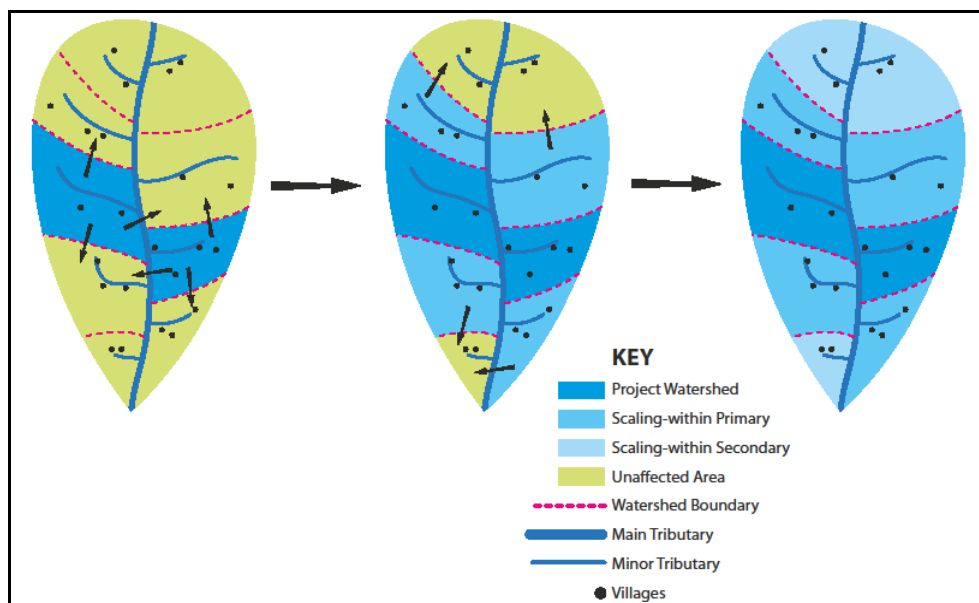 KEY
Project Watershed
Scaling-within Primary
Scaling-within Secondary
Unaffected Area
Watershed Boundary
Main Tributary
Minor Tributary
Villages